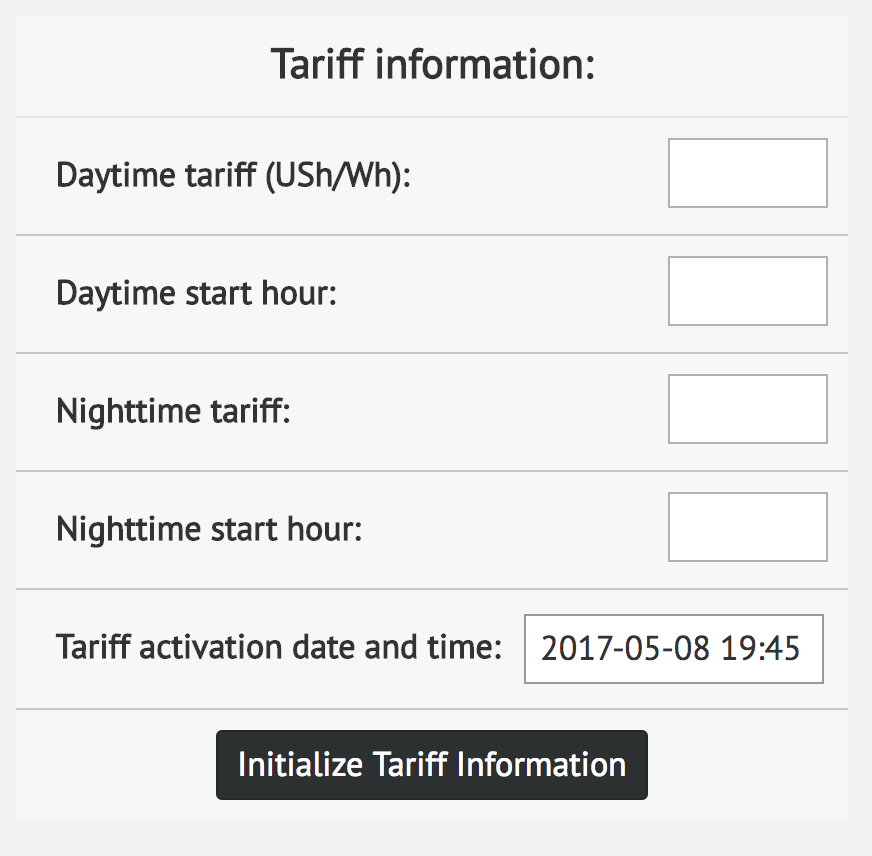 Tariff information:
Daytime tariff (USh/Wh):
Daytime start hour:
Nighttime tariff:
Nighttime start hour:
Tariff activation date and time: 2017-05-08 19:45
Initialize Tariff Information